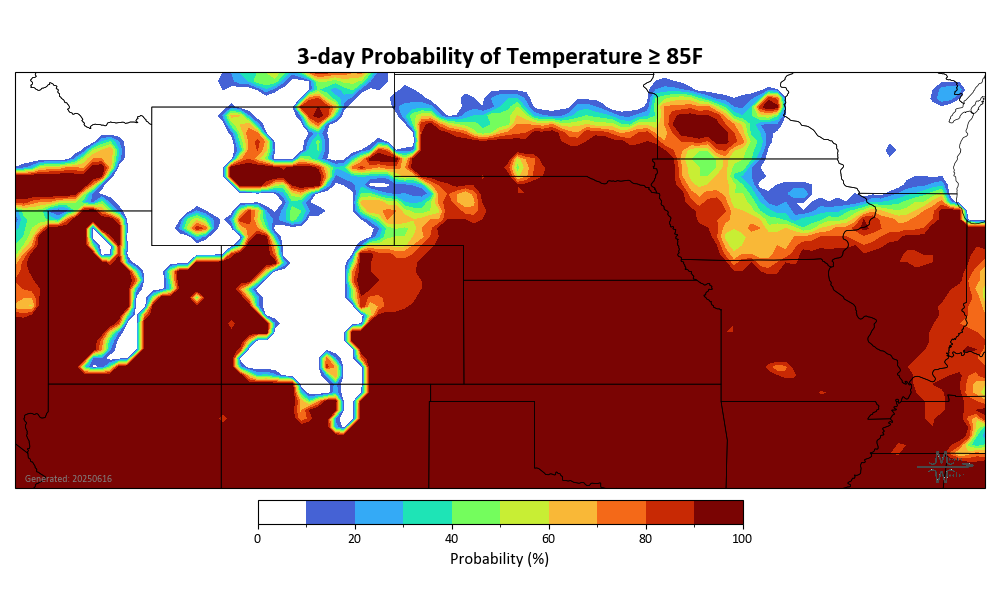 3-day Probability of Temperature ≥ 85F
Generated: 20250616
0 20 40 60 80 100
Probability (%)